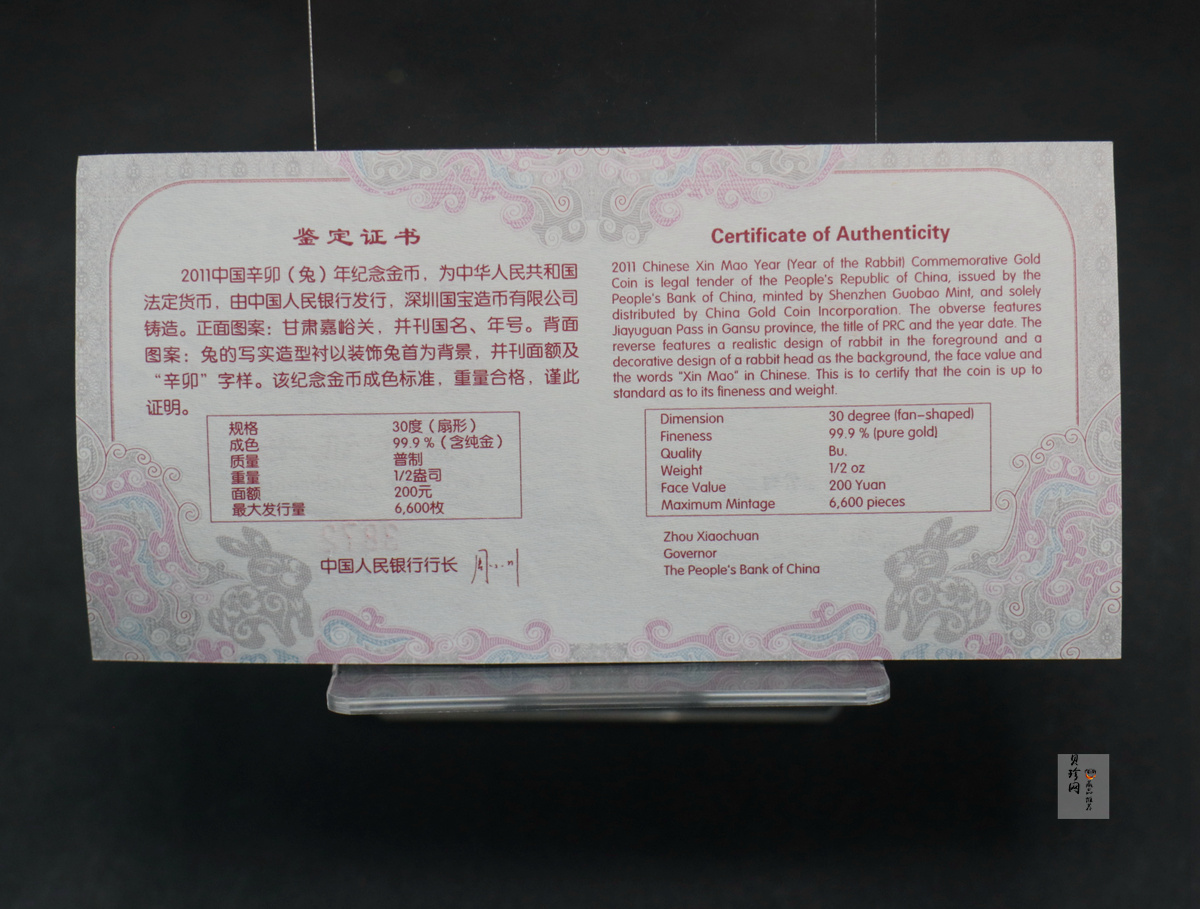 鉴定证书
2011中国辛卯（兔）年纪念金币，为中华人民共和国
法定货币，由中国人民银行发行，深圳国宝造币有限公司
铸造。正面图案：甘肃嘉峪关，并刊国名、年号。背面
图案：兔的写实造型衬以装饰兔首为背景，并刊面额及
“辛卯”字样。该纪念金币成色标准，重量合格，谨此
证明。
规格 30度（扇形）
成色 99.9％（含纯金）
质量 普制
重量 1/2盎司
面额 200元
最大发行量 6,600枚
中国人民银行行长
Certificate of Authenticity
2011 Chinese Xin Mao Year (Year of the Rabbit) Commemorative Gold
Coin is legal tender of the People's Republic of China, issued by the
People's Bank of China, minted by Shenzhen Guobao Mint, and solely
distributed by China Gold Coin Incorporation. The obverse features
Jiayuguan Pass in Gansu province, the title of PRC and the year date. The
reverse features a realistic design of rabbit in the foreground and a
decorative design of a rabbit head as the background, the face value and
the words "Xin Mao" in Chinese. This is to certify that the coin is up to
standard as to its fineness and weight.
Dimension 30 degree (fan-shaped)
Fineness 99.9 % (pure gold)
Quality Bu.
Weight 1/2 oz
Face Value 200 Yuan
Maximum Mintage 6,600 pieces
Zhou Xiaochuan
Governor
The People's Bank of China